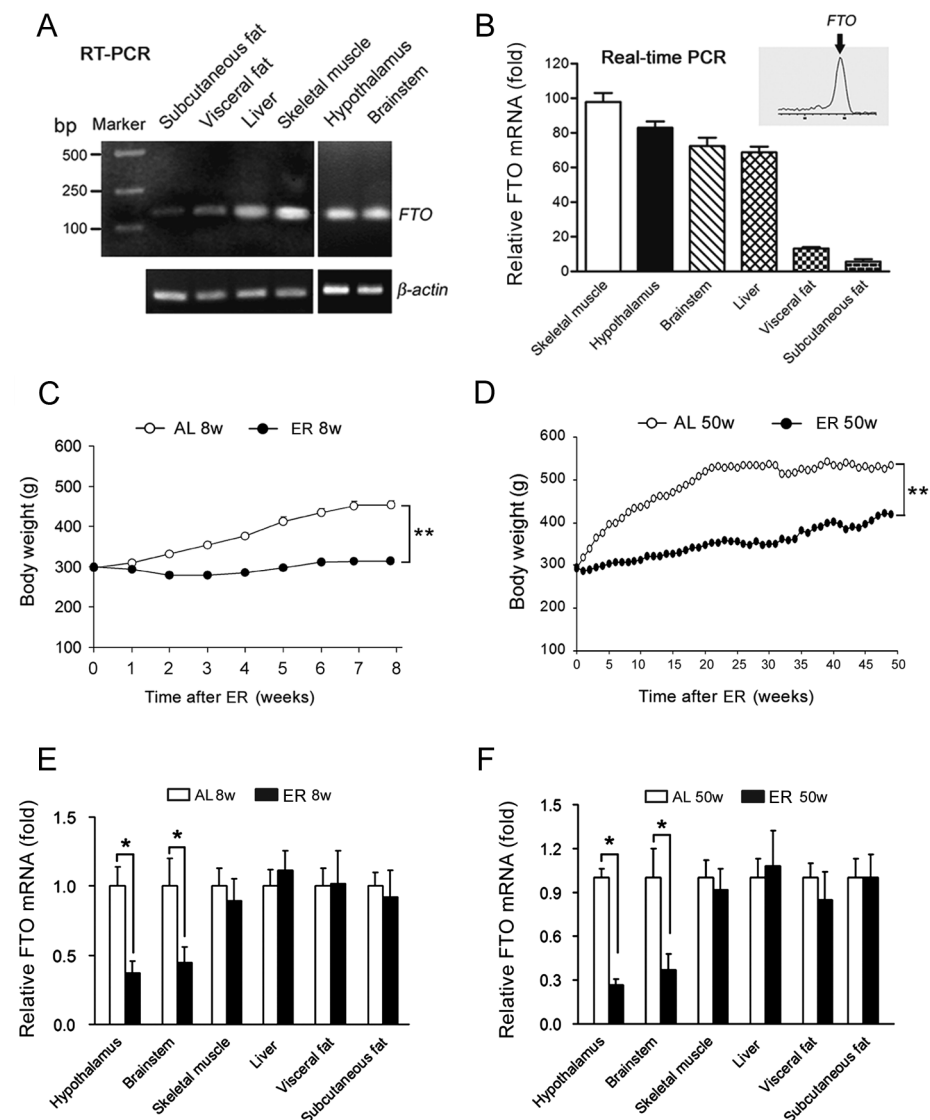 A
RT-PCR
Subcutaneous fat
Visceral fat
Liver
Skeletal muscle
Hypothalamus
Brainstem
bp Marker
500
250
100
FTO
β-actin
B
Real-time PCR
FTO
Relative FTO mRNA (fold)
120
100
80
60
40
20
0
Skeletal muscle
Hypothalamus
Brainstem
Liver
Visceral fat
Subcutaneous fat
C
AL 8w ER 8w
Body weight (g)
600
500
400
300
200
100
**
0 1 2 3 4 5 6 7 8
Time after ER (weeks)
D
AL 50w ER 50w
Body weight (g)
600
500
400
300
200
100
**
0 5 10 15 20 25 30 35 40 45 50
Time after ER (weeks)
E
AL 8w ER 8w
Relative FTO mRNA (fold)
1.5
1.0
0.5
0.0
* *
Hypothalamus
Brainstem
Skeletal muscle
Liver
Visceral fat
Subcutaneous fat
F
AL 50w ER 50w
Relative FTO mRNA (fold)
1.5
1.2
0.9
0.6
0.3
0.0
* *
Hypothalamus
Brainstem
Skeletal muscle
Liver
Visceral fat
Subcutaneous fat